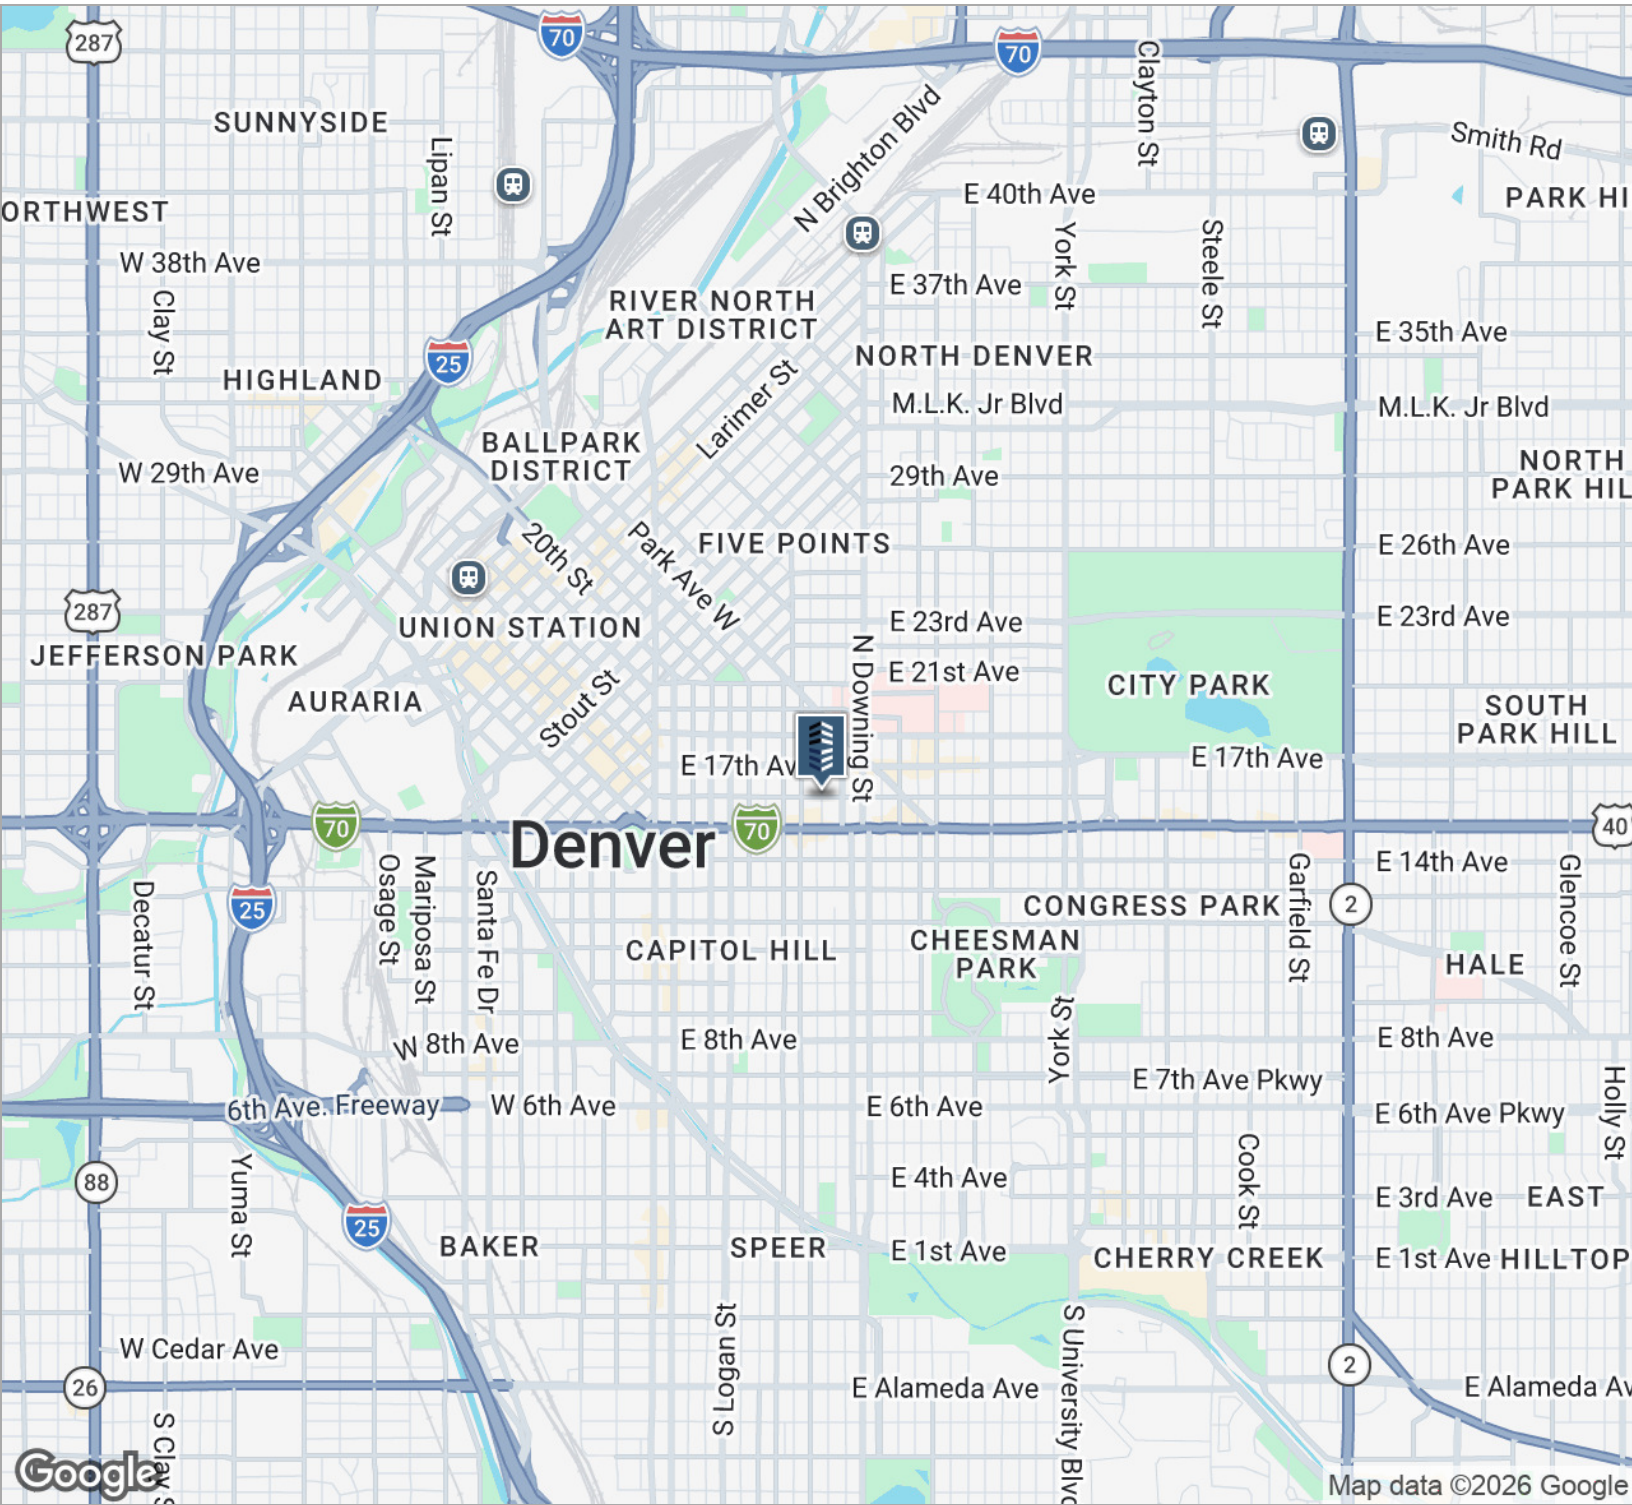 287
70
70
Clayton St
SUNNYSIDE
Lipan St
N Brighton Blvd
Smith Rd
E 40th Ave
PARK HI
ORTHWEST
York St
Steele St
W 38th Ave
Clay St
E 37th Ave
RIVER NORTH
ART DISTRICT
E 35th Ave
25
NORTH DENVER
HIGHLAND
Larimer St
M.L.K. Jr Blvd
M.L.K. Jr Blvd
BALLPARK
DISTRICT
W 29th Ave
29th Ave
NORTH
PARK HIL
20th St
Park Ave W
FIVE POINTS
E 26th Ave
287
UNION STATION
E 23rd Ave
E 23rd Ave
JEFFERSON PARK
N Downing St
E 21st Ave
CITY PARK
AURARIA
Stout St
SOUTH
PARK HILL
E 17th Av
E 17th Ave
70
Denver
70
40
Decatur St
Osage St
Mariposa St
Santa Fe Dr
Garfield St
E 14th Ave
Glencoe St
25
CONGRESS PARK
2
CAPITOL HILL
CHEESMAN
PARK
HALE
York St
W 8th Ave
E 8th Ave
E 8th Ave
E 7th Ave Pkwy
Holly St
6th Ave. Freeway
W 6th Ave
E 6th Ave
E 6th Ave Pkwy
88
Yuma St
Cook St
E 4th Ave
E 3rd Ave
EAST
25
BAKER
SPEER
E 1st Ave
CHERRY CREEK
E 1st Ave
HILLTOP
S Logan St
S University Blvd
W Cedar Ave
2
26
E Alameda Ave
E Alameda Av
S Clay S
Google
Map data ©2026 Google